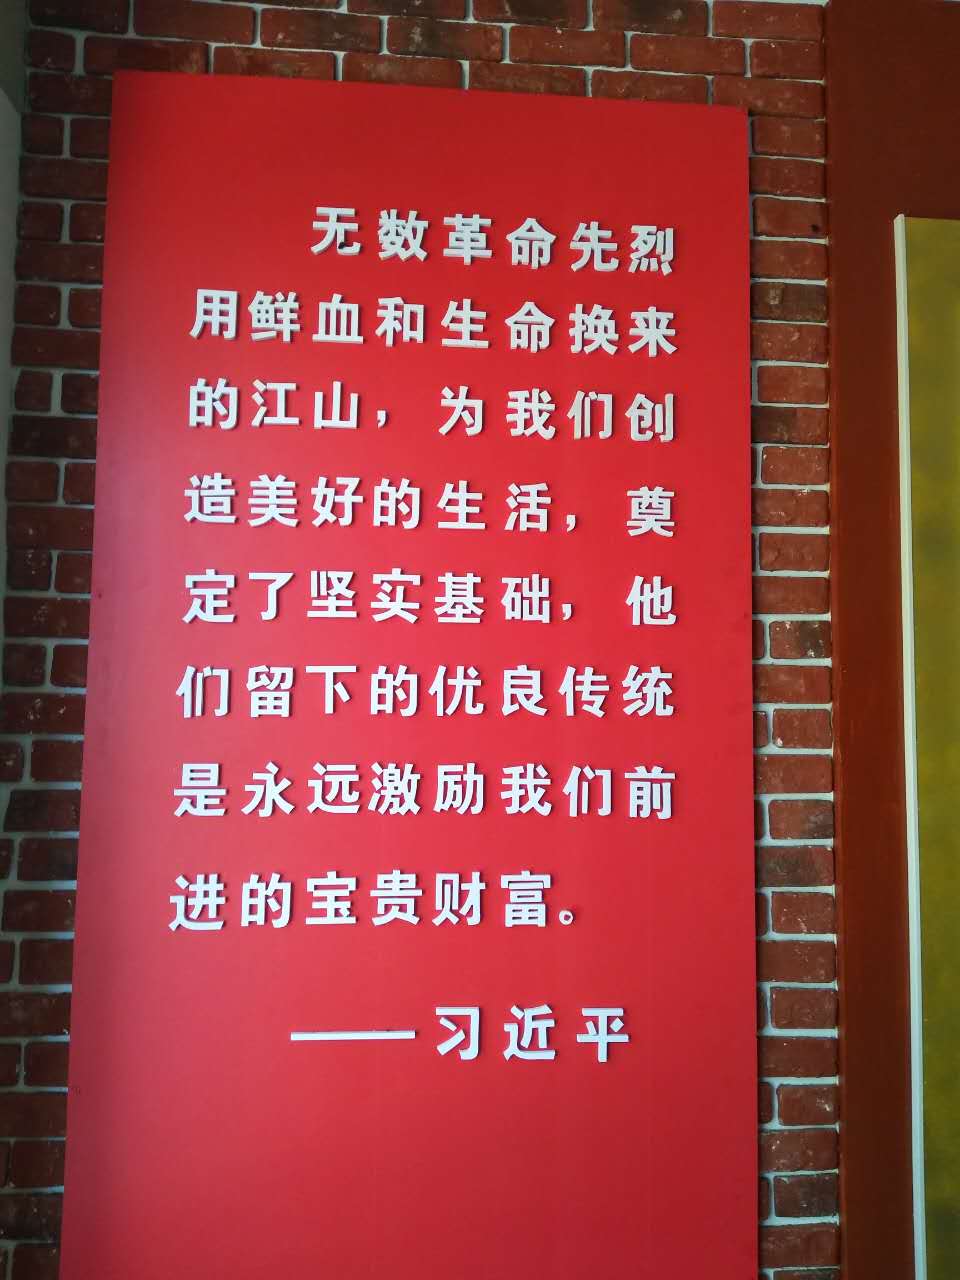 无数革命先烈
用鲜血和生命换来
的江山，为我们创
造美好的生活，奠
定了坚实基础，他
们留下的优良传统
是永远激励我们前
进的宝贵财富。
——习近平